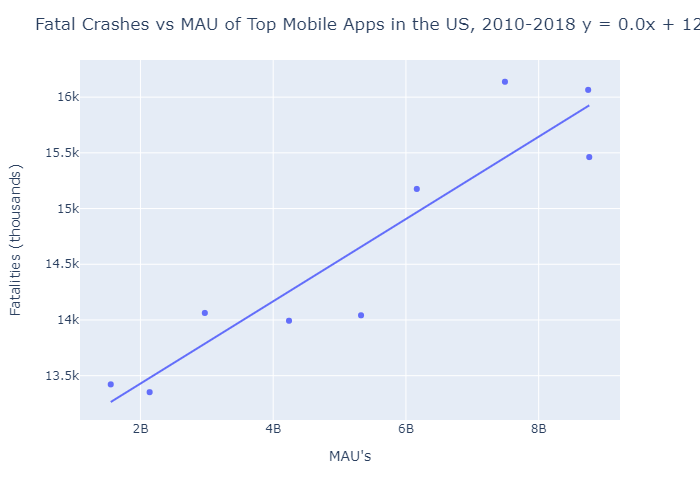 Fatal Crashes vs MAU of Top Mobile Apps in the US, 2010-2018 y = 0.0x + 12
16k
15.5k
15k
14.5k
14k
13.5k
Fatalities (thousands)
2B 4B 6B 8B
MAU's